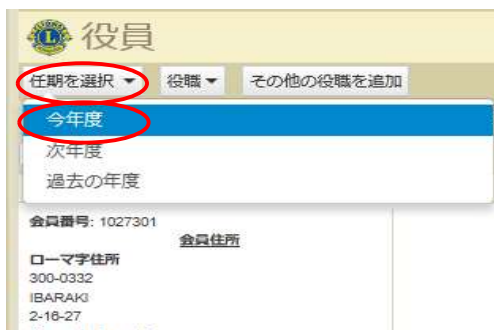 役員
任期を選択 ▼ 役職 ▼ その他の役職を追加
今年度
次年度
過去の年度
会員番号: 1027301
会員住所
ローマ字住所
300-0332
IBARAKI
2-16-27